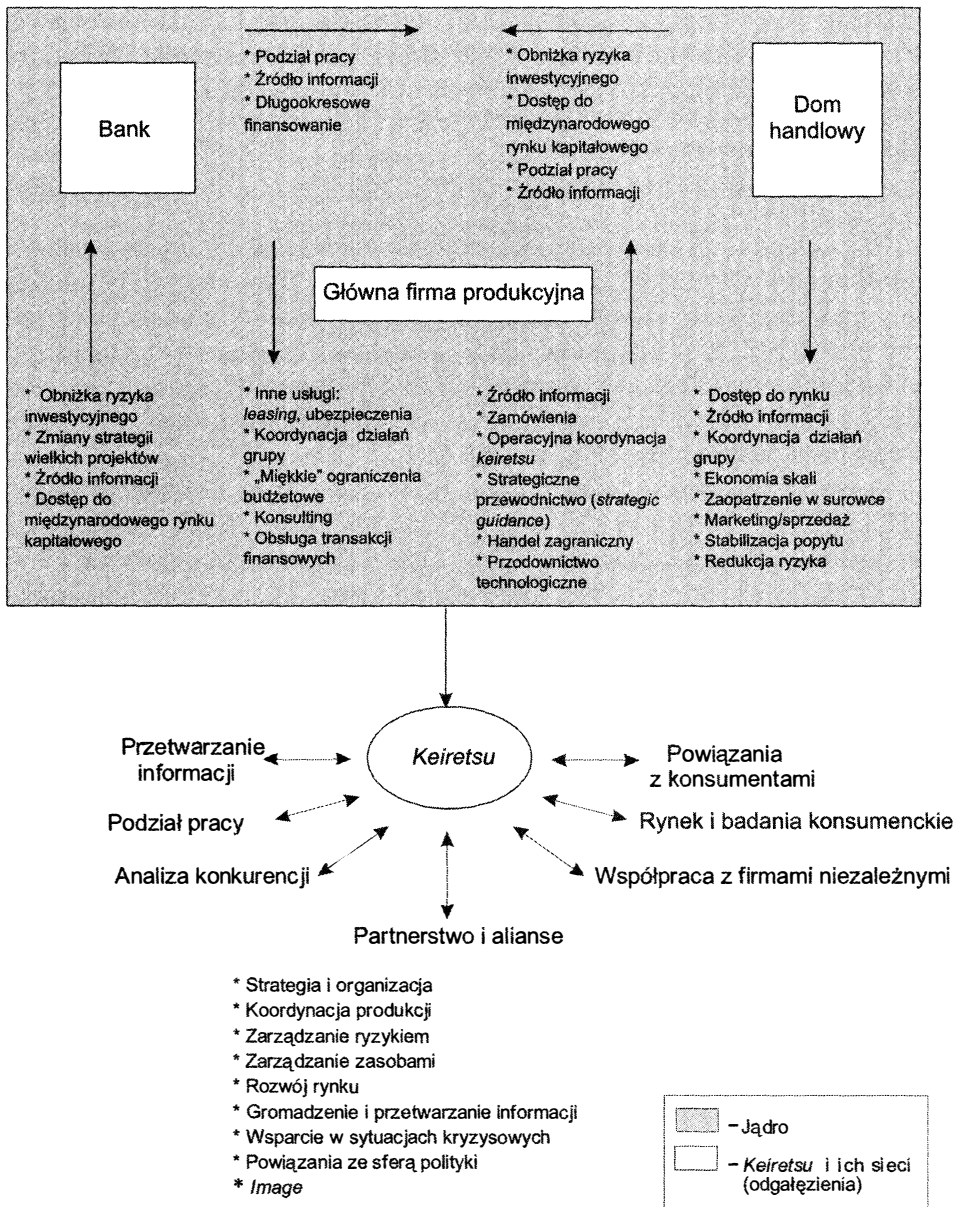 Bank
* Podział pracy
* Źródło informacji
* Długookresowe
finansowanie
* Obniżka ryzyka
inwestycyjnego
* Dostęp do
międzynarodowego
rynku kapitałowego
* Podział pracy
* Źródło informacji
Dom
handlowy
Główna firma produkcyjna
* Obniżka ryzyka
inwestycyjnego
* Zmiany strategii
wielkich projektów
* Źródło informacji
* Dostęp do
międzynarodowego rynku
kapitałowego
* Inne usługi:
leasing, ubezpieczenia
* Koordynacja działań
grupy
* „Miękkie” ograniczenia
budżetowe
* Konsulting
* Obsługa transakcji
finansowych
* Źródło informacji
* Zamówienia
* Operacyjna koordynacja
keiretsu
* Strategiczne
przewodnictwo (strategic
guidance)
* Handel zagraniczny
* Przodownictwo
technologiczne
* Dostęp do rynku
* Źródło informacji
* Koordynacja działań
grupy
* Ekonomia skali
* Zaopatrzenie w surowce
* Marketing/sprzedaż
* Stabilizacja popytu
* Redukcja ryzyka
Keiretsu
Przetwarzanie
informacji
Podział pracy
Analiza konkurencji
Powiązania
z konsumentami
Rynek i badania konsumenckie
Współpraca z firmami niezależnymi
Partnerstwo i alianse
* Strategia i organizacja
* Koordynacja produkcji
* Zarządzanie ryzykiem
* Zarządzanie zasobami
* Rozwój rynku
* Gromadzenie i przetwarzanie informacji
* Wsparcie w sytuacjach kryzysowych
* Powiązania ze sferą polityki
* Image
– Jądro
– Keiretsu i ich sieci
(odgałęzienia)